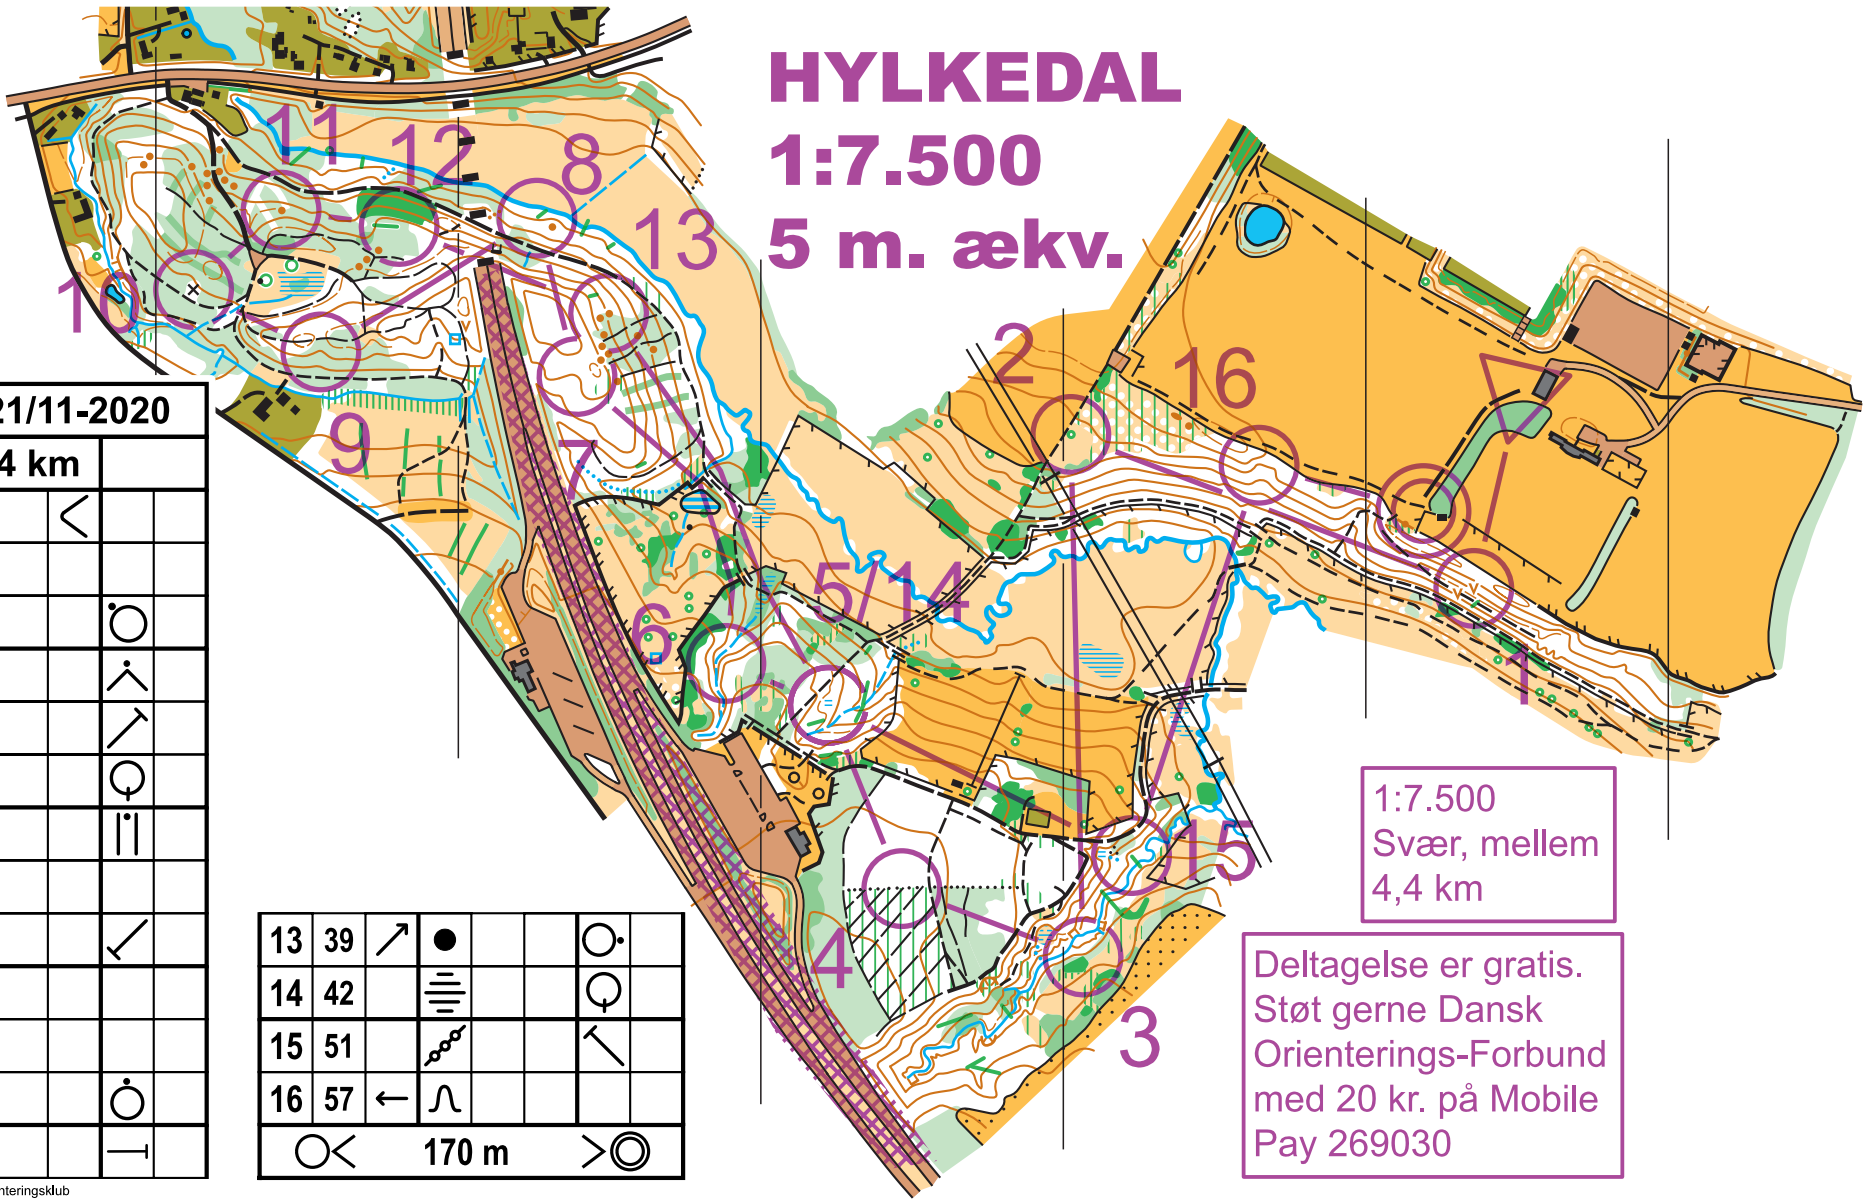 HYLKEDAL
1:7.500
5 m. ækv.
11
12
8
13
10
9
7
2
16
5/14
6
1
15
4
3
21/11-2020
4 km
13 39
14 42
15 51
16 57
170 m
1:7.500
Svær, mellem
4,4 km
Deltagelse er gratis.
Støt gerne Dansk
Orienterings-Forbund
med 20 kr. på Mobile
Pay 269030
nteringsklub